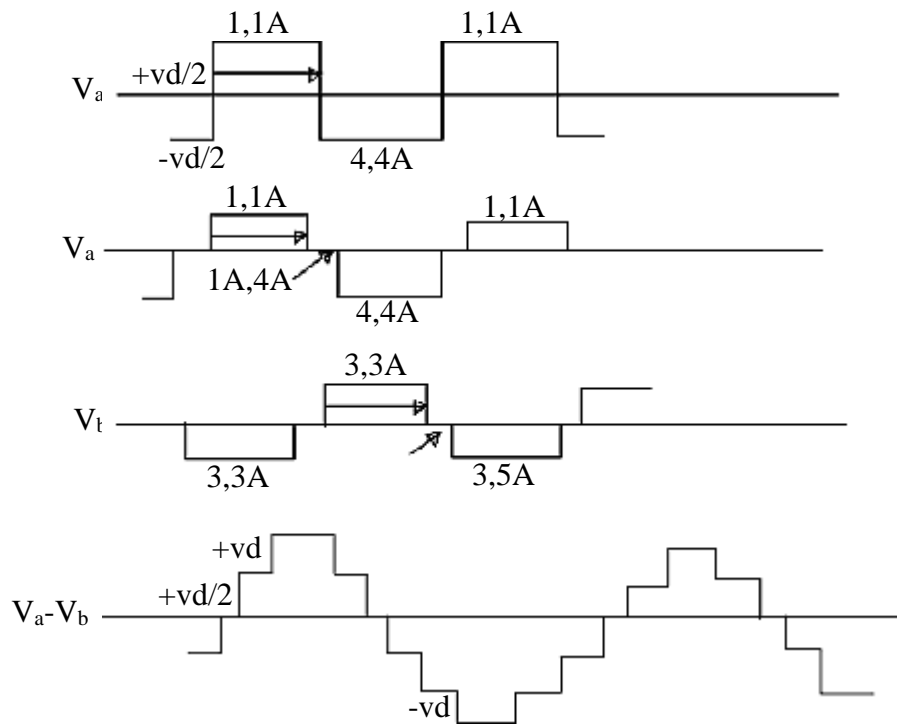 1,1A 1,1A
+vd/2
Va
-vd/2
4,4A
1,1A 1,1A
Va
1A,4A
4,4A
3,3A
Vb
3,3A 3,5A
+vd
+vd/2
Va-Vb
-vd